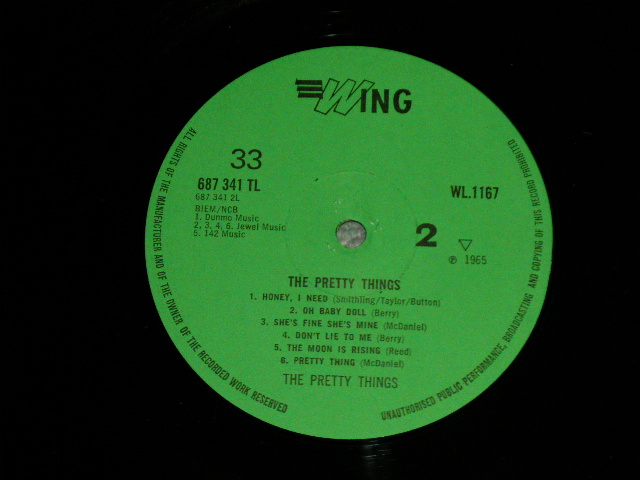 WING
33
687 341 TL
687 341 2L
BIEM/NCB
1. Dunmo Music
2, 3, 4, 6. Jewel Music
5. 142 Music
WL.1167
2
℗ 1965
THE PRETTY THINGS
1. HONEY, I NEED (Smithling/Taylor/Button)
2. OH BABY DOLL (Berry)
3. SHE'S FINE SHE'S MINE (McDaniel)
4. DON'T LIE TO ME (Berry)
5. THE MOON IS RISING (Reed)
6. PRETTY THING (McDaniel)
THE PRETTY THINGS
ALL RIGHTS OF THE MANUFACTURER AND OF THE OWNER OF THE RECORDED WORK RESERVED
UNAUTHORISED PUBLIC PERFORMANCE, BROADCASTING AND COPYING OF THIS RECORD PROHIBITED